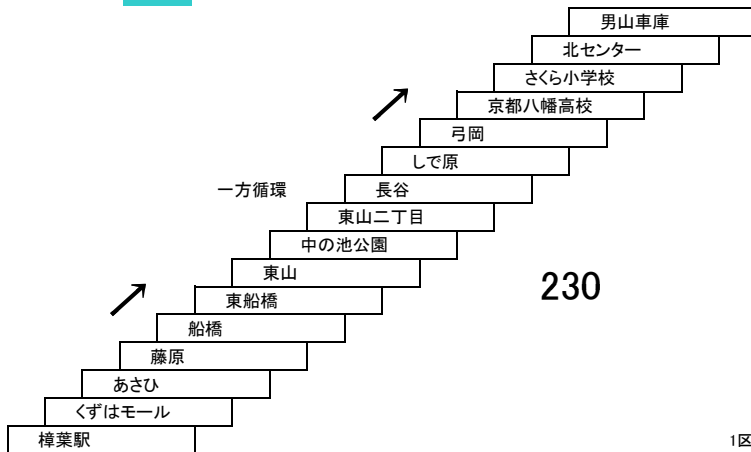 男山車庫
北センター
さくら小学校
京都八幡高校
弓岡
しで原
一方循環
長谷
東山二丁目
中の池公園
東山
230
東船橋
船橋
藤原
あさひ
くずはモール
樟葉駅
1区